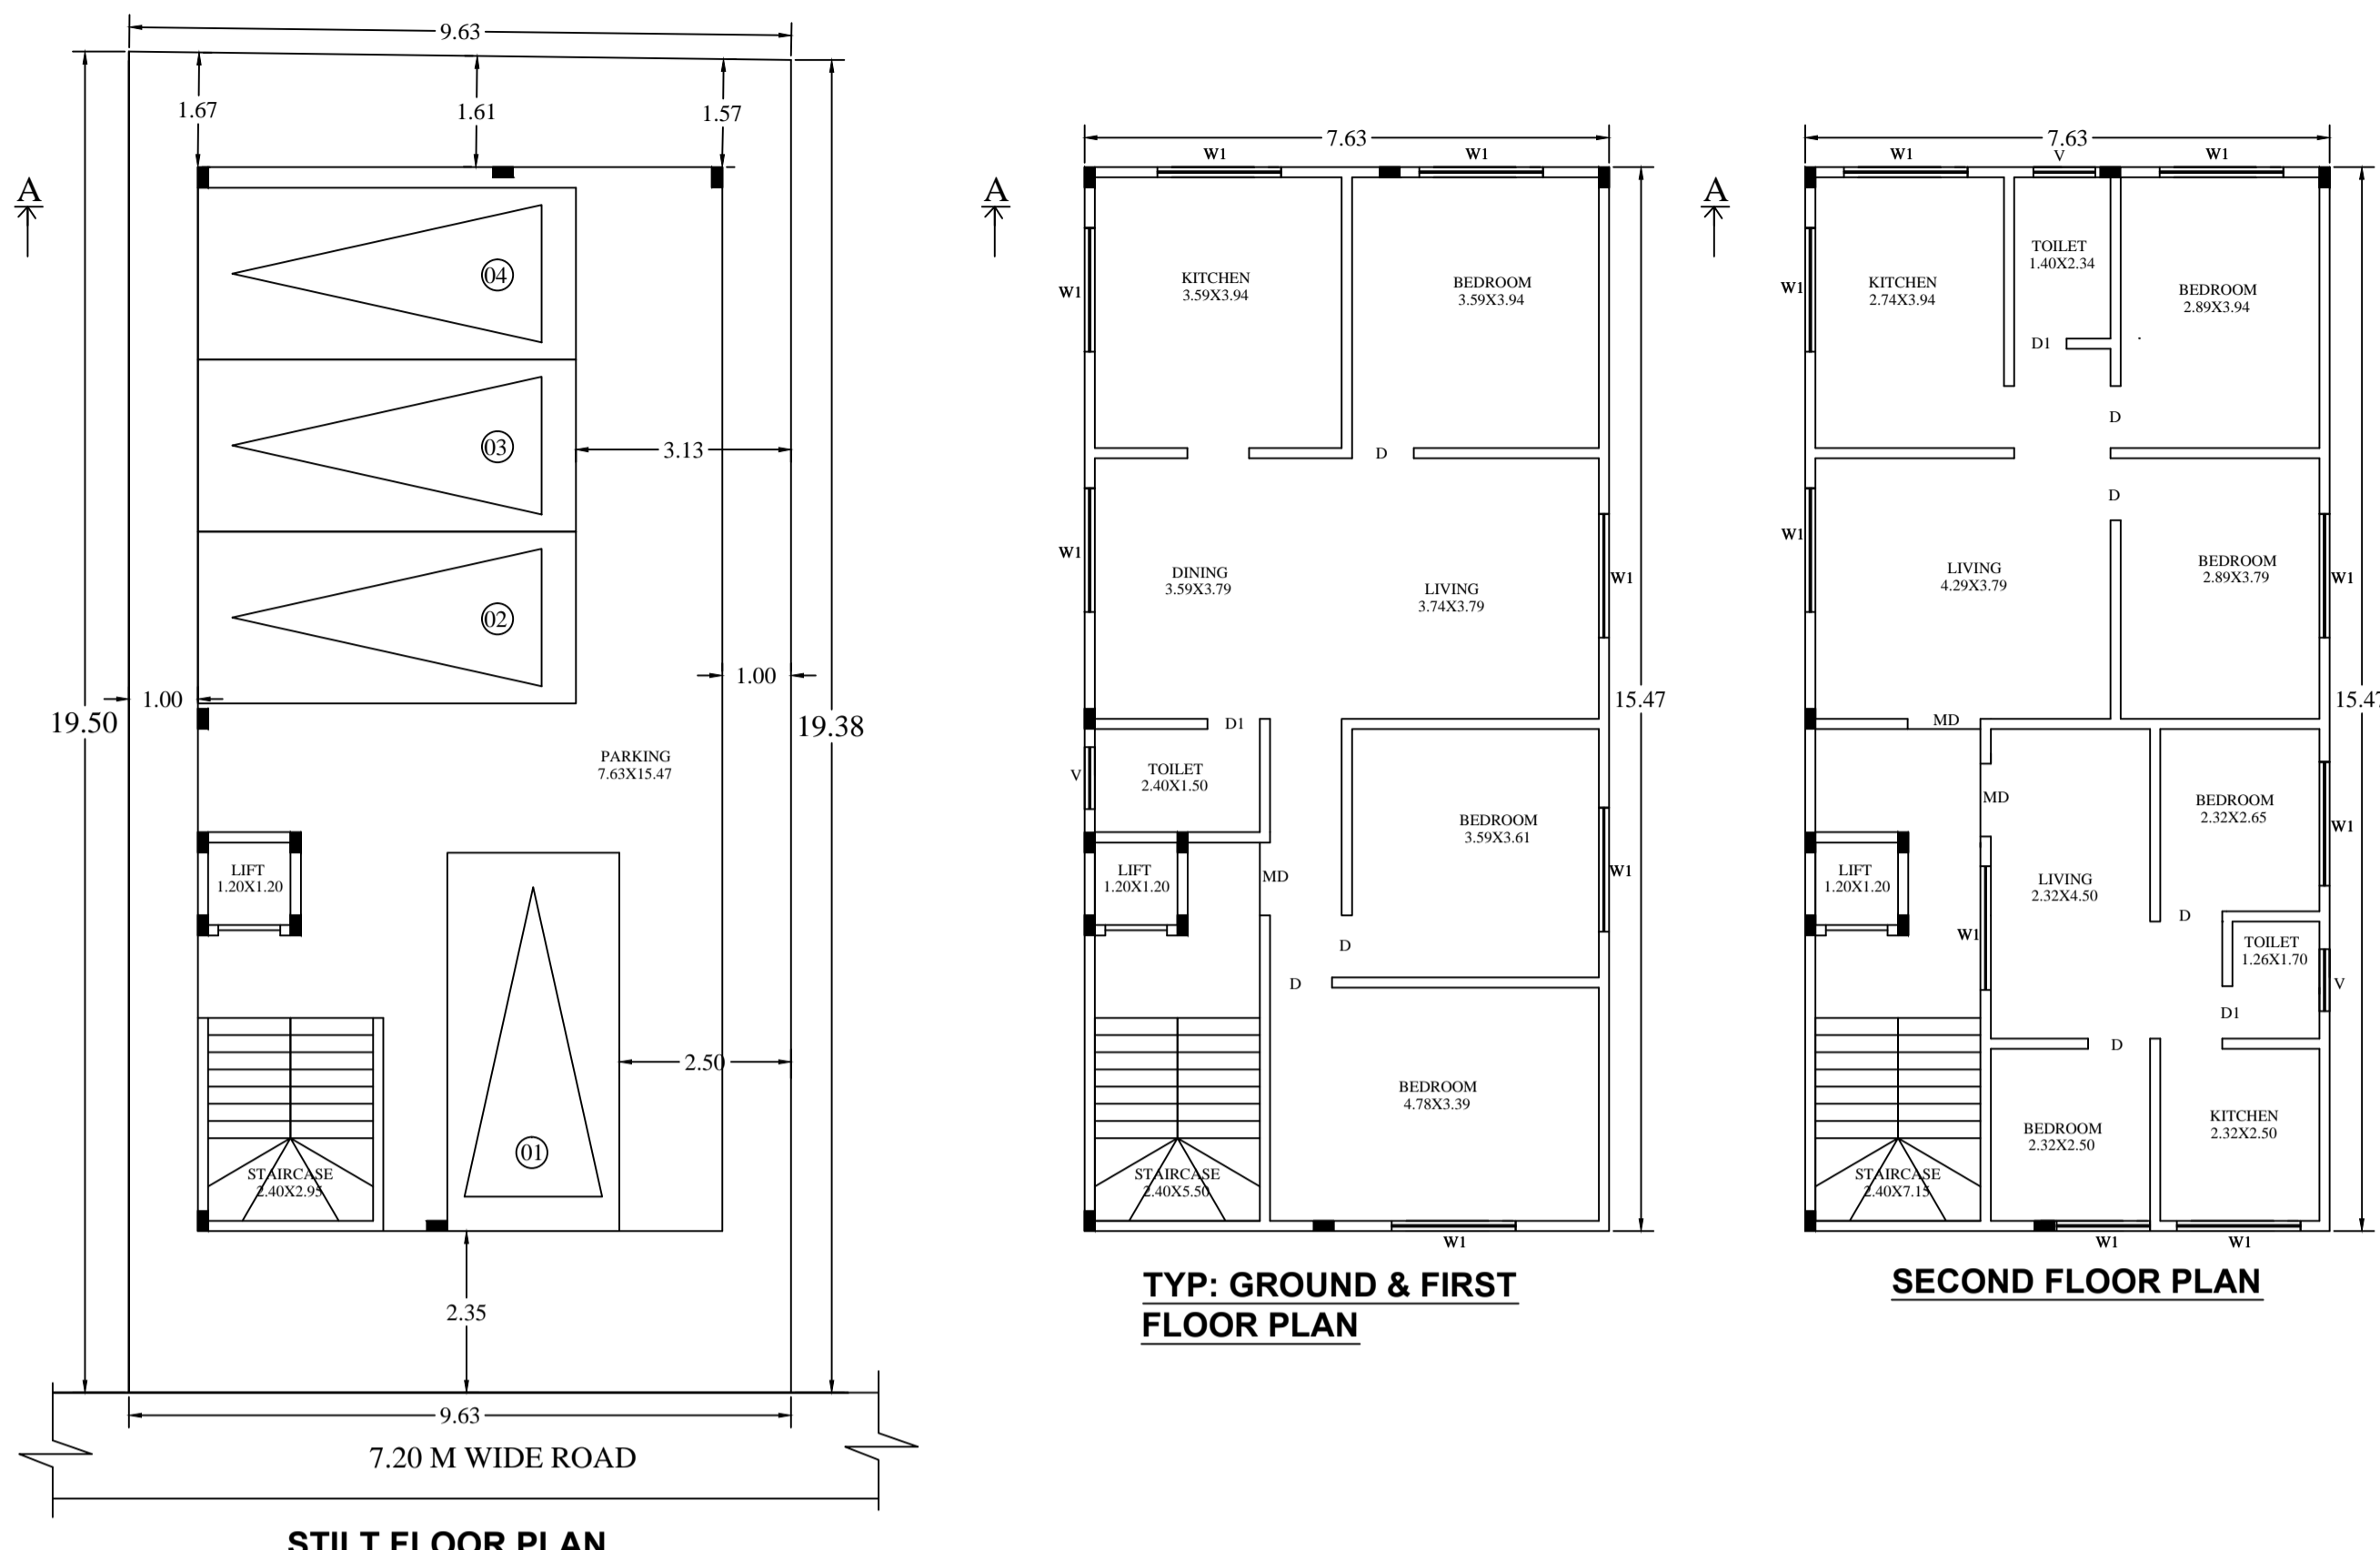 9.63
1.67
1.61
1.57
A
04
03
3.13
02
1.00
1.00
19.50
19.38
PARKING
7.63X15.47
LIFT
1.20X1.20
2.50
01
STAIRCASE
2.40X2.95
2.35
9.63
7.20 M WIDE ROAD
STILT FLOOR PLAN
7.63
W1
W1
A
W1
KITCHEN
3.59X3.94
BEDROOM
3.59X3.94
D
W1
DINING
3.59X3.79
LIVING
3.74X3.79
W1
15.47
D1
V
TOILET
2.40X1.50
BEDROOM
3.59X3.61
LIFT
1.20X1.20
MD
W1
D
D
BEDROOM
4.78X3.39
STAIRCASE
2.40X5.50
W1
TYP: GROUND & FIRST
FLOOR PLAN
7.63
W1
V
W1
A
TOILET
1.40X2.34
W1
KITCHEN
2.74X3.94
BEDROOM
2.89X3.94
D1
D
D
W1
LIVING
4.29X3.79
BEDROOM
2.89X3.79
W1
15.47
MD
MD
BEDROOM
2.32X2.65
W1
LIFT
1.20X1.20
LIVING
2.32X4.50
W1
D
TOILET
1.26X1.70
V
D1
D
BEDROOM
2.32X2.50
KITCHEN
2.32X2.50
STAIRCASE
2.40X7.15
W1
W1
SECOND FLOOR PLAN